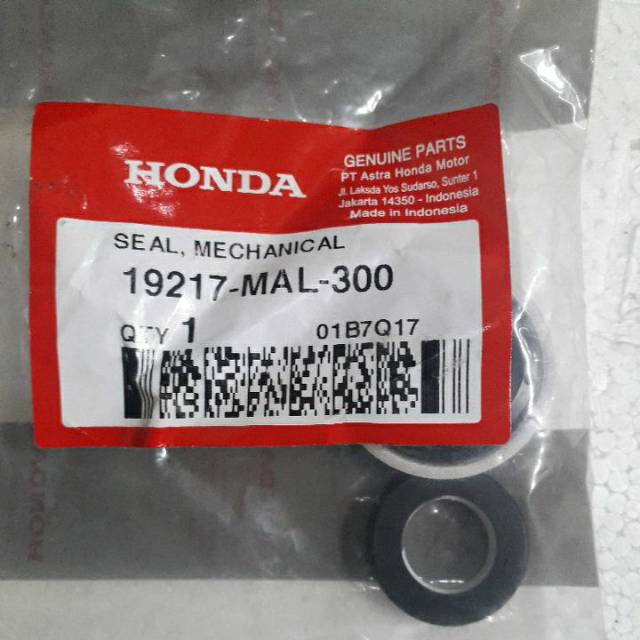 HONDA
GENUINE PARTS
PT Astra Honda Motor
Jl. Laksda Yos Sudarso, Sunter 1
Jakarta 14350 - Indonesia
Made in Indonesia
SEAL, MECHANICAL
19217-MAL-300
QTY 1 01B7Q17
HONDA